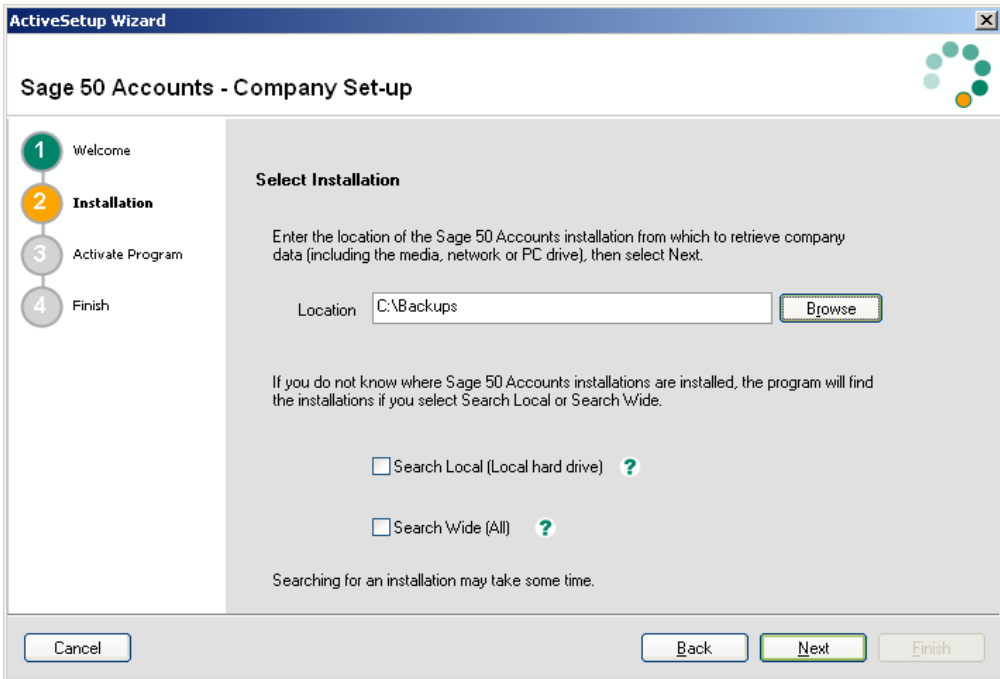 ActiveSetup Wizard
Sage 50 Accounts - Company Set-up
1 Welcome
2 Installation
3 Activate Program
4 Finish
Select Installation
Enter the location of the Sage 50 Accounts installation from which to retrieve company
data (including the media, network or PC drive), then select Next.
Location C:\Backups Browse
If you do not know where Sage 50 Accounts installations are installed, the program will find
the installations if you select Search Local or Search Wide.
Search Local (Local hard drive) ?
Search Wide (All) ?
Searching for an installation may take some time.
Cancel Back Next Finish